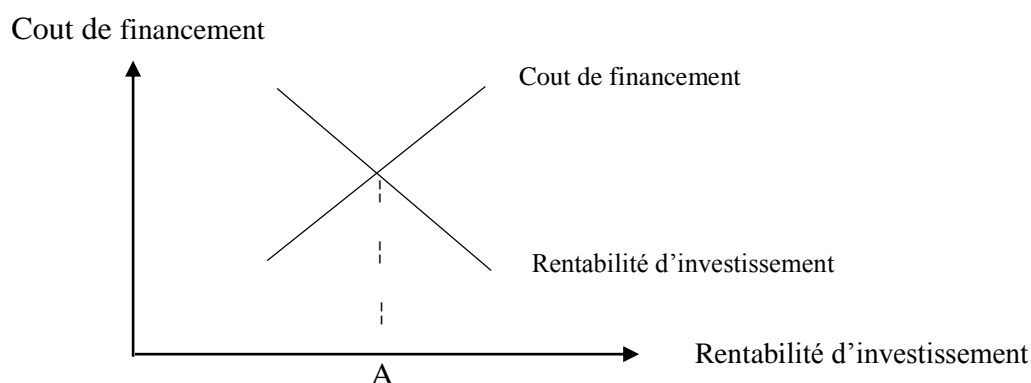 Cout de financement
Cout de financement
Rentabilité d’investissement
Rentabilité d’investissement
A